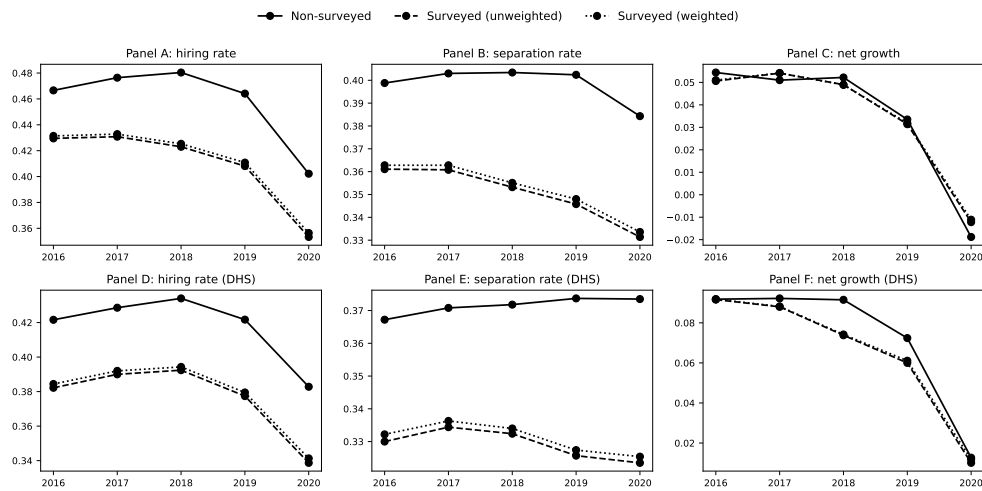 Non-surveyed Surveyed (unweighted) Surveyed (weighted)
Panel A: hiring rate
0.48
0.46
0.44
0.42
0.40
0.38
0.36
2016 2017 2018 2019 2020
Panel B: separation rate
0.40
0.39
0.38
0.37
0.36
0.35
0.34
0.33
2016 2017 2018 2019 2020
Panel C: net growth
0.05
0.04
0.03
0.02
0.01
0.00
−0.01
−0.02
2016 2017 2018 2019 2020
Panel D: hiring rate (DHS)
0.42
0.40
0.38
0.36
0.34
2016 2017 2018 2019 2020
Panel E: separation rate (DHS)
0.37
0.36
0.35
0.34
0.33
2016 2017 2018 2019 2020
Panel F: net growth (DHS)
0.08
0.06
0.04
0.02
2016 2017 2018 2019 2020